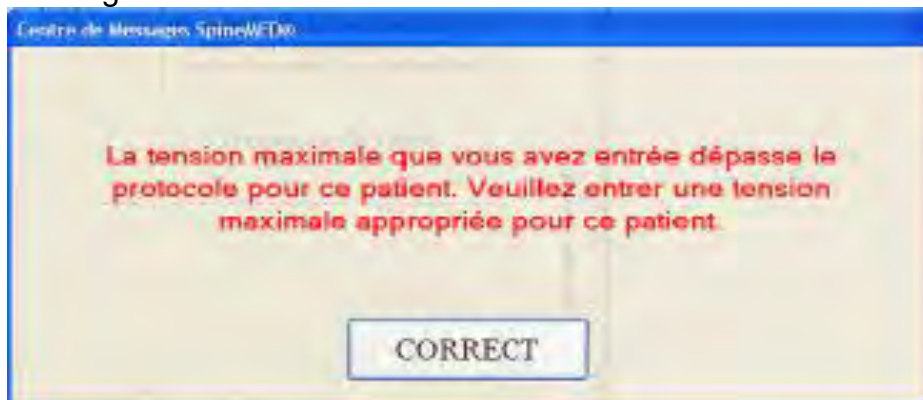 Centre de Messages SpineMED®
La tension maximale que vous avez entrée dépasse le
protocole pour ce patient. Veuillez entrer une tension
maximale appropriée pour ce patient.
CORRECT